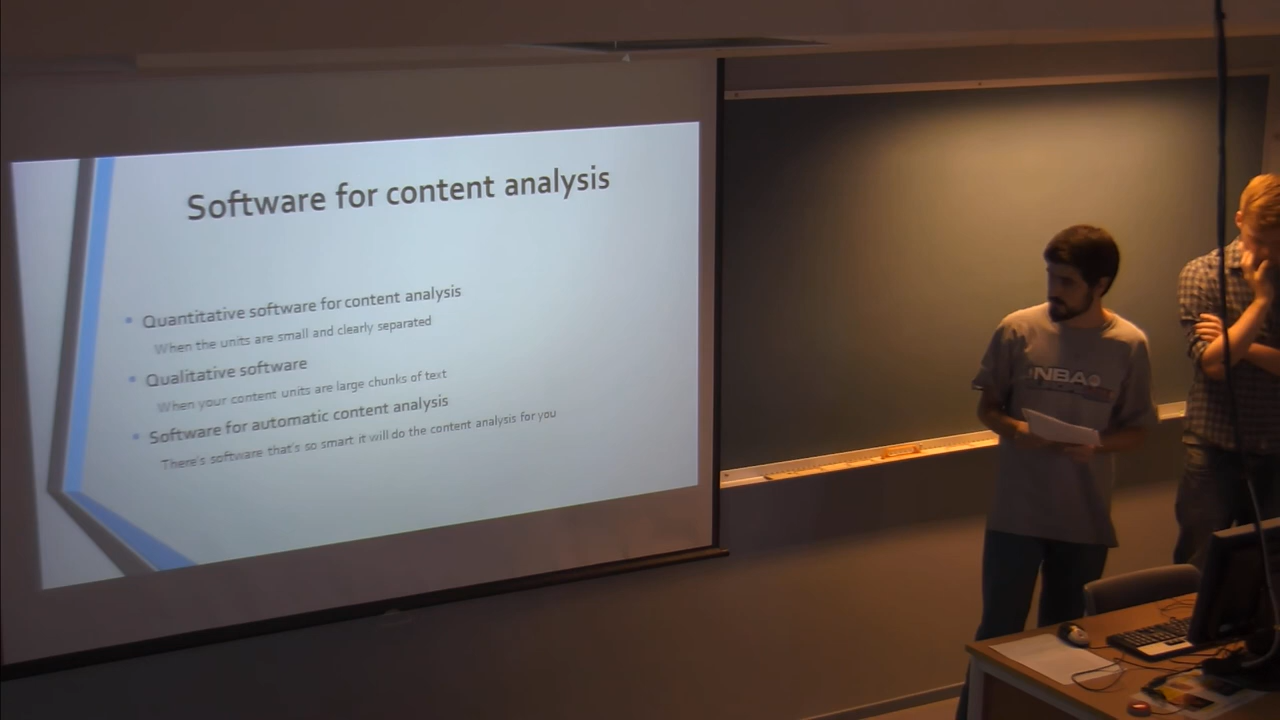 Software for content analysis
Quantitative software for content analysis
When the units are small and clearly separated
Qualitative software
When your content units are large chunks of text
Software for automatic content analysis
There's software that's so smart it will do the content analysis for you
NBA